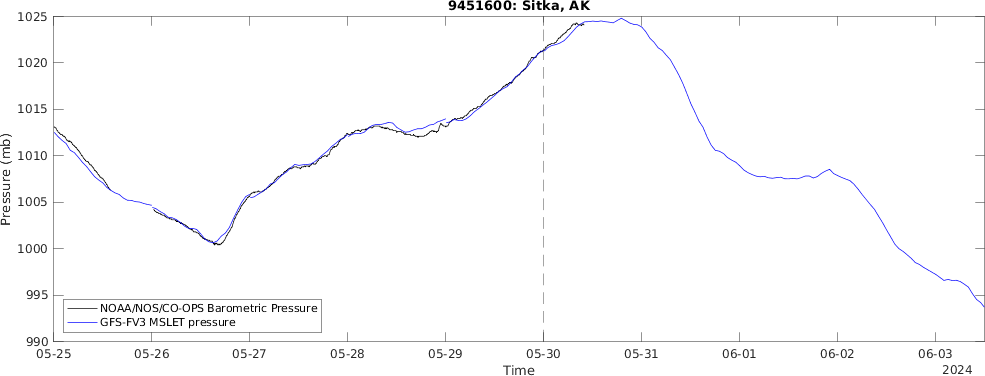 9451600: Sitka, AK
Pressure (mb)
1025
1020
1015
1010
1005
1000
995
990
NOAA/NOS/CO-OPS Barometric Pressure
GFS-FV3 MSLET pressure
05-25 05-26 05-27 05-28 05-29 05-30 05-31 06-01 06-02 06-03
Time
2024